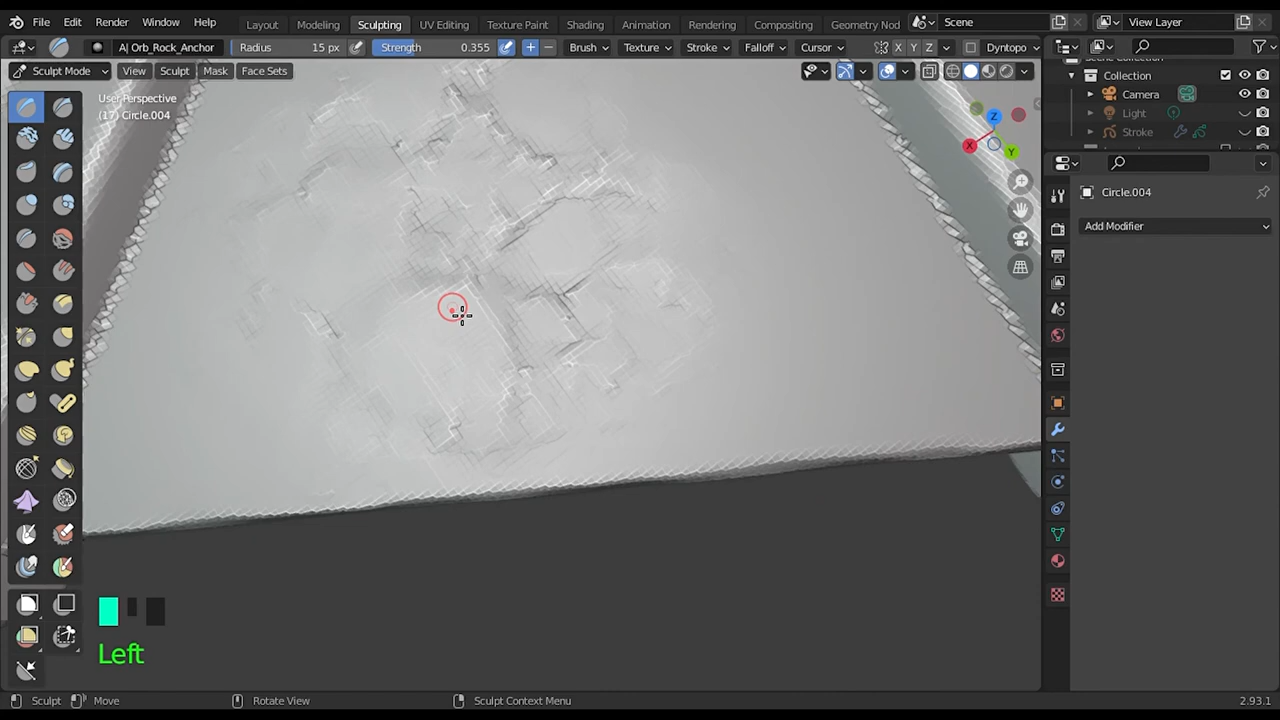 File Edit Render Window Help Layout Modeling Sculpting UV Editing Texture Paint Shading Animation Rendering Compositing Geometry Nod Scene View Layer
A| Orb_Rock_Anchor Radius 15 px Strength 0.355 Brush Texture Stroke Falloff Cursor X Y Z Dyntopo
Sculpt Mode View Sculpt Mask Face Sets
User Perspective
(17) Circle.004
Collection
Camera
Light
Stroke
Circle.004
Add Modifier
Z
X
Y
Left
Sculpt Move Rotate View Sculpt Context Menu 2.93.1